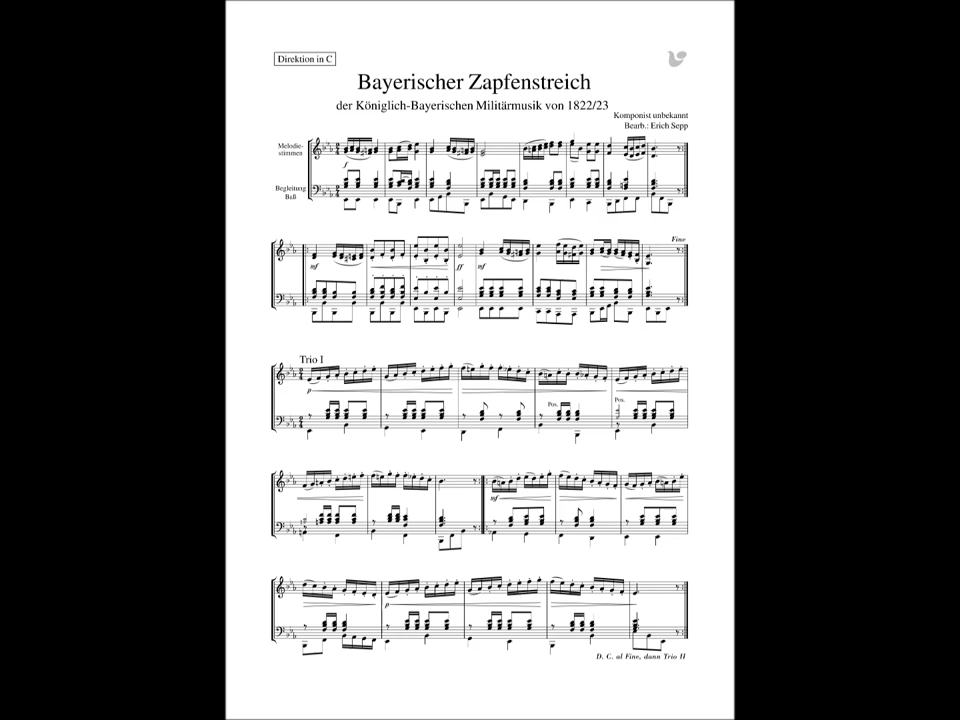 Direktion in C
Bayerischer Zapfenstreich
der Königlich-Bayerischen Militärmusik von 1822/23
Komponist unbekannt
Bearb.: Erich Sepp
Melodie-
stimmen
f
Begleitung
Baß
Fine
mf
ff
mf
Trio I
p
Pos.
Pos.
mf
p
D. C. al Fine, dann Trio II